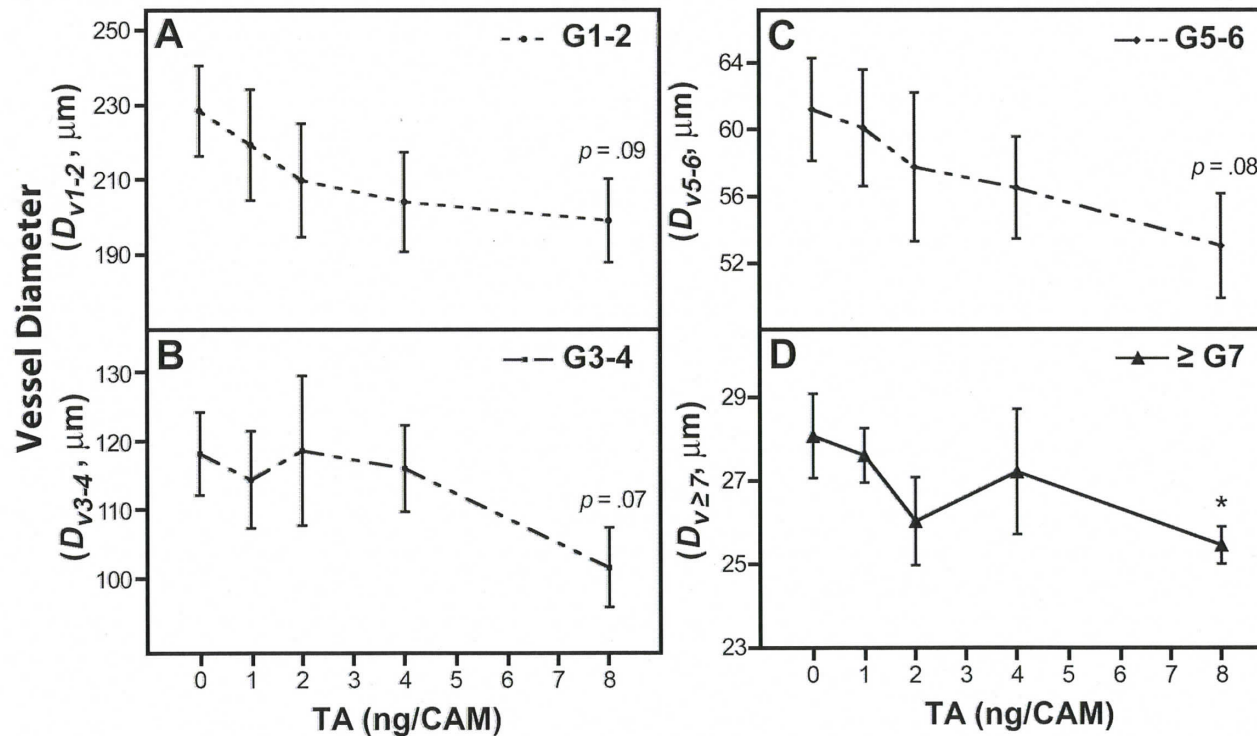 Vessel Diameter
A
G1-2
250
230
210
190
(Dv1-2, μm)
p = .09
B
G3-4
130
120
110
100
(Dv3-4, μm)
p = .07
0 1 2 3 4 5 6 7 8
TA (ng/CAM)
C
G5-6
64
60
56
52
(Dv5-6, μm)
p = .08
D
≥ G7
29
27
25
23
(Dv≥7, μm)
*
0 1 2 3 4 5 6 7 8
TA (ng/CAM)